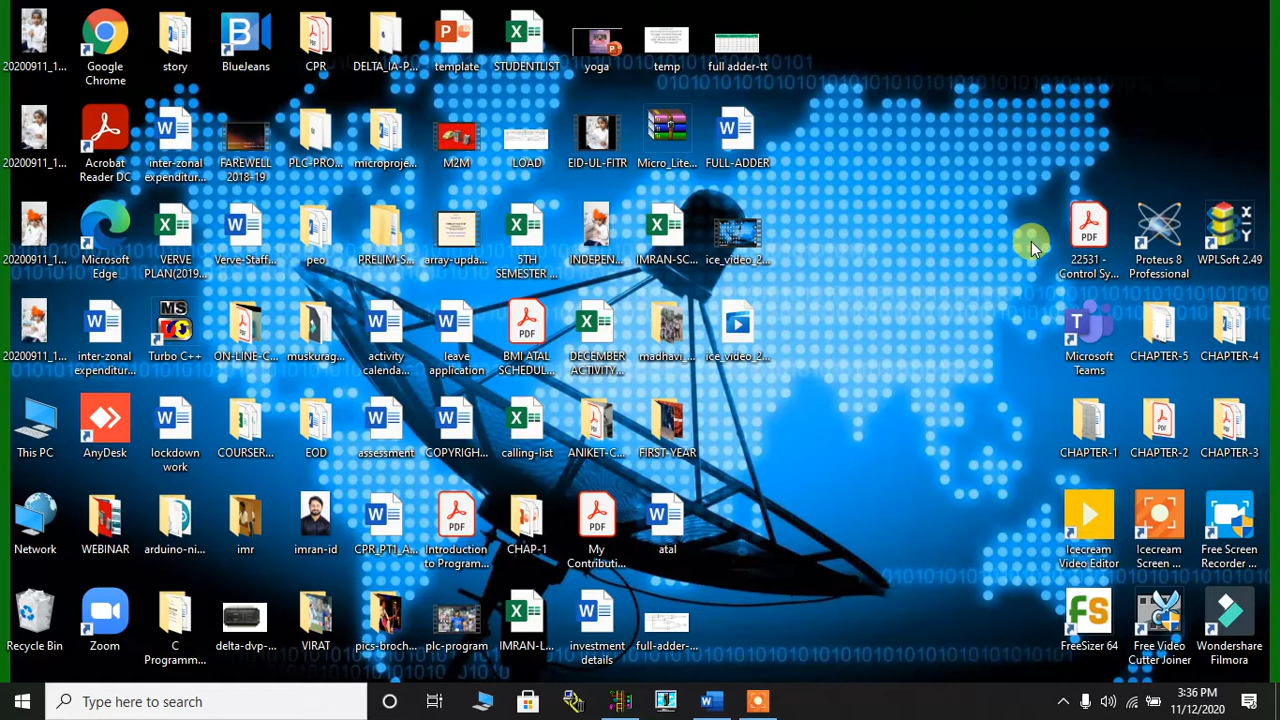 20200911_1...
Google Chrome
story
Blueleans
CPR
DELTA_IA-P...
template
STUDENTLIST
yoga
temp
full adder-tt
20200911_1...
Acrobat Reader DC
inter-zonal expenditur...
FAREWELL 2018-19
PLC-PRO...
microproje...
M2M
LOAD
EID-UL-FITR
Micro_Lite...
FULL-ADDER
20200911_1...
Microsoft Edge
VERVE PLAN(2019...
Verve-Staff...
peo
PRELIM-S...
array-upda...
5TH SEMESTER ...
INDEPEN...
IMRAN-SC...
ice_video_2...
22531 - Control Sy...
Proteus 8 Professional
WPLSoft 2.49
20200911_1...
inter-zonal expenditur...
MS
Turbo C++
ON-LINE-C...
muskurag...
activity calenda...
leave application
BMI ATAL SCHEDUL...
DECEMBER ACTIVITY...
madhavi_...
ice_video_2...
Microsoft Teams
CHAPTER-5
CHAPTER-4
This PC
AnyDesk
lockdown work
COURSER...
EOD
assessment
COPYRIGH...
calling-list
ANIKET-C...
FIRST-YEAR
CHAPTER-1
CHAPTER-2
CHAPTER-3
Network
WEBINAR
arduino-ni...
imr
imran-id
CPR_PT1_A...
Introduction to Program...
CHAP-1
My Contributi...
atal
Icecream Video Editor
Icecream Screen ...
Free Screen Recorder ...
Recycle Bin
Zoom
C Programm...
delta-dvp-...
VIRAT
pics-broch...
plc-program
IMRAN-L...
investment details
full-adder-...
FreeSizer 64
Free Video Cutter Joiner
Wondershare Filmora
Type here to search
3:36 PM
11/12/2020